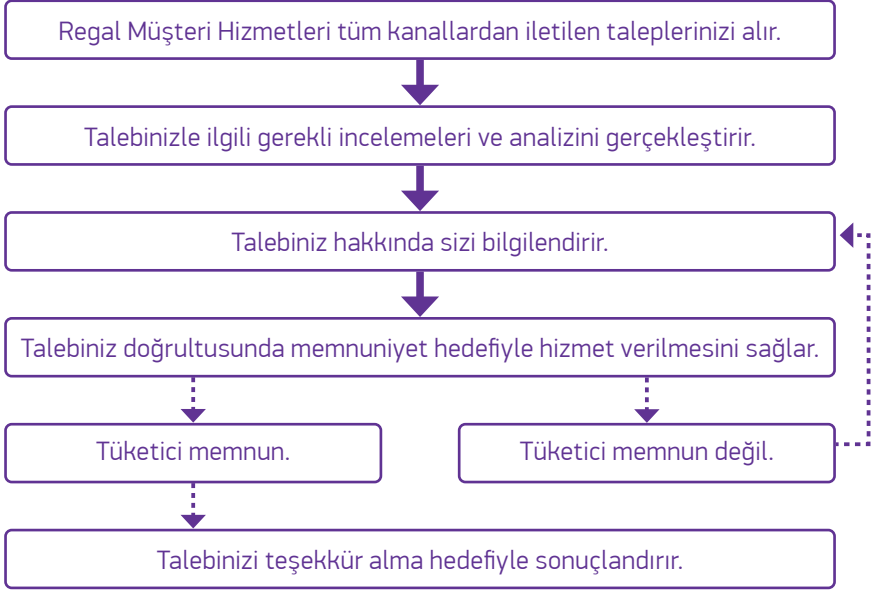 Regal Müşteri Hizmetleri tüm kanallardan iletilen taleplerinizi alır.
Talebinizle ilgili gerekli incelemeleri ve analizini gerçekleştirir.
Talebiniz hakkında sizi bilgilendirir.
Talebiniz doğrultusunda memnuniyet hedefiyle hizmet verilmesini sağlar.
Tüketici memnun.
Tüketici memnun değil.
Talebinizi teşekkür alma hedefiyle sonuçlandırır.